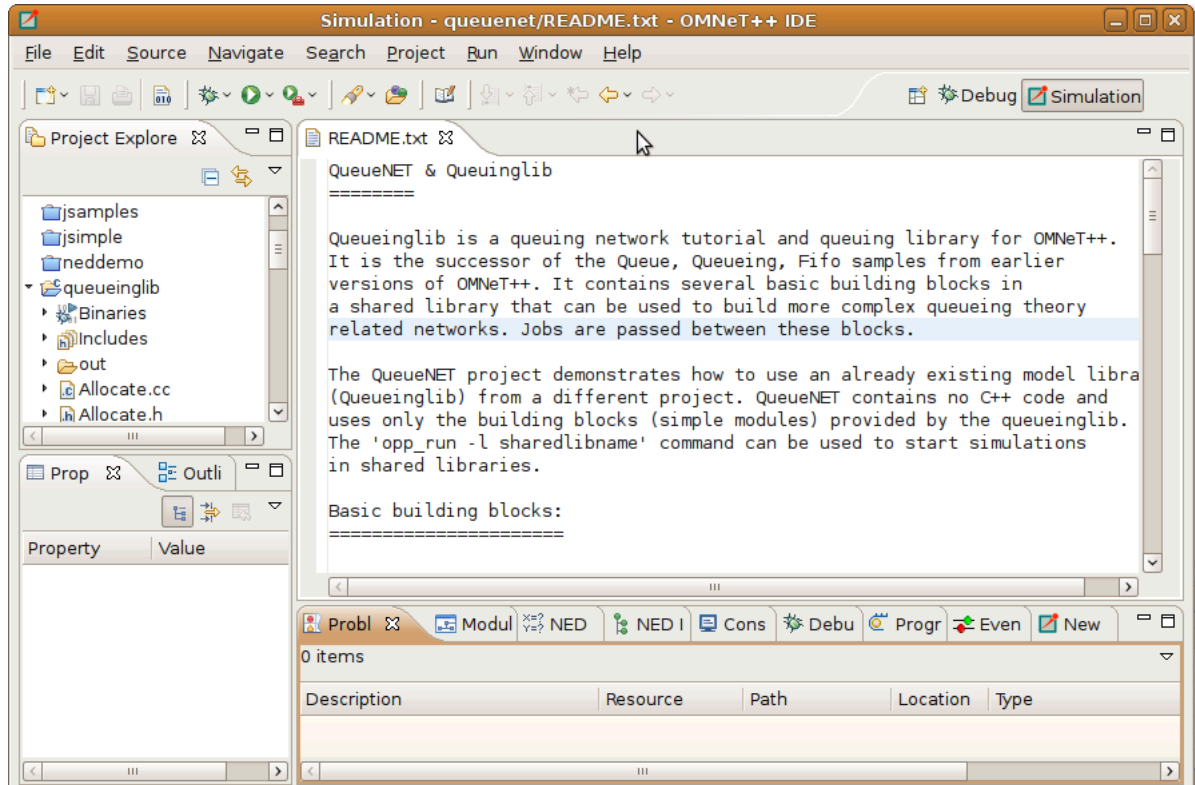 Simulation - queuenet/README.txt - OMNeT++ IDE
File Edit Source Navigate Search Project Run Window Help
010
Debug Simulation
Project Explore
jsamples
jsimple
neddemo
queueinglib
Binaries
Includes
out
Allocate.cc
Allocate.h
README.txt
QueueNET & Queuinglib
========
Queueinglib is a queuing network tutorial and queuing library for OMNeT++.
It is the successor of the Queue, Queueing, Fifo samples from earlier
versions of OMNeT++. It contains several basic building blocks in
a shared library that can be used to build more complex queueing theory
related networks. Jobs are passed between these blocks.
The QueueNET project demonstrates how to use an already existing model libra
(Queueinglib) from a different project. QueueNET contains no C++ code and
uses only the building blocks (simple modules) provided by the queueinglib.
The 'opp_run -l sharedlibname' command can be used to start simulations
in shared libraries.
Basic building blocks:
======================
Prop Outli
Property Value
Probl Modul NED NED I Cons Debu Progr Even New
0 items
Description Resource Path Location Type